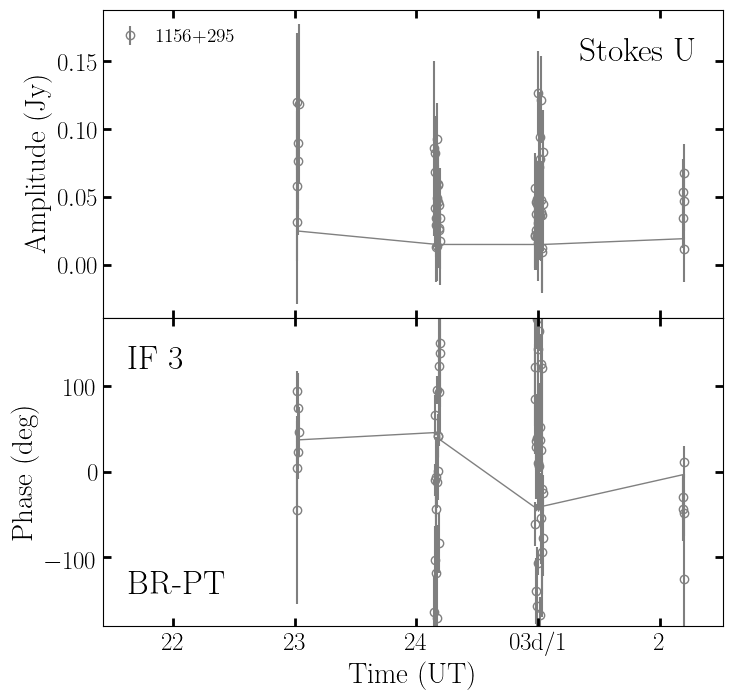 1156+295
Stokes U
Amplitude (Jy)
0.15
0.10
0.05
0.00
IF 3
BR-PT
Phase (deg)
100
0
−100
22
23
24
03d/1
2
Time (UT)